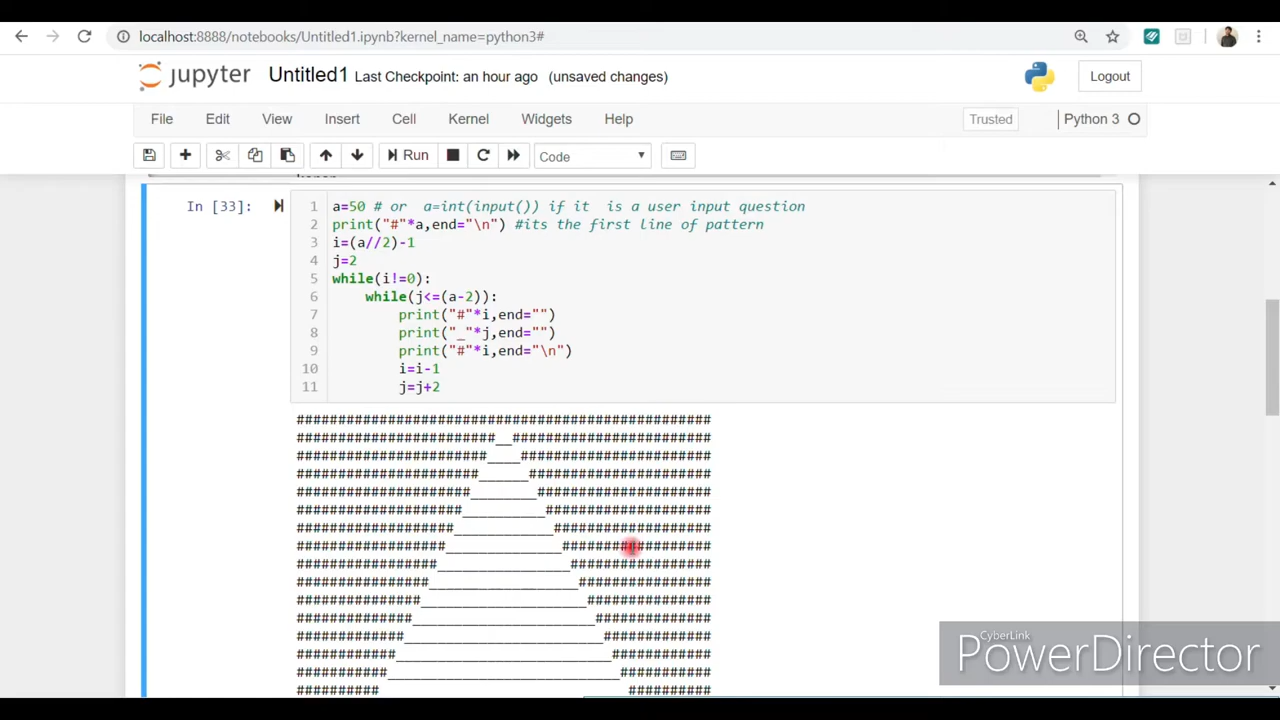 localhost:8888/notebooks/Untitled1.ipynb?kernel_name=python3#
jupyter Untitled1 Last Checkpoint: an hour ago (unsaved changes)
Logout
File Edit View Insert Cell Kernel Widgets Help Trusted Python 3
Run Code
In [33]:
1 a=50 # or  a=int(input()) if it  is a user input question
2 print("#"*a,end="\n") #its the first line of pattern
3 i=(a//2)-1
4 j=2
5 while(i!=0):
6     while(j<=(a-2)):
7         print("#"*i,end="")
8         print("_"*j,end="")
9         print("#"*i,end="\n")
10         i=i-1
11         j=j+2
##################################################
########################__########################
#######################____#######################
######################______######################
#####################________#####################
####################__________####################
###################____________###################
##################______________##################
#################________________#################
################__________________################
###############____________________###############
##############______________________##############
#############________________________#############
############__________________________############
###########____________________________###########
##########                              ##########
CyberLink
PowerDirector